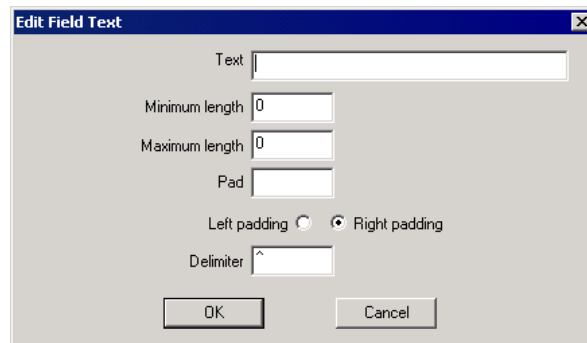 Edit Field Text
Text
Minimum length 0
Maximum length 0
Pad
Left padding Right padding
Delimiter ^
OK Cancel